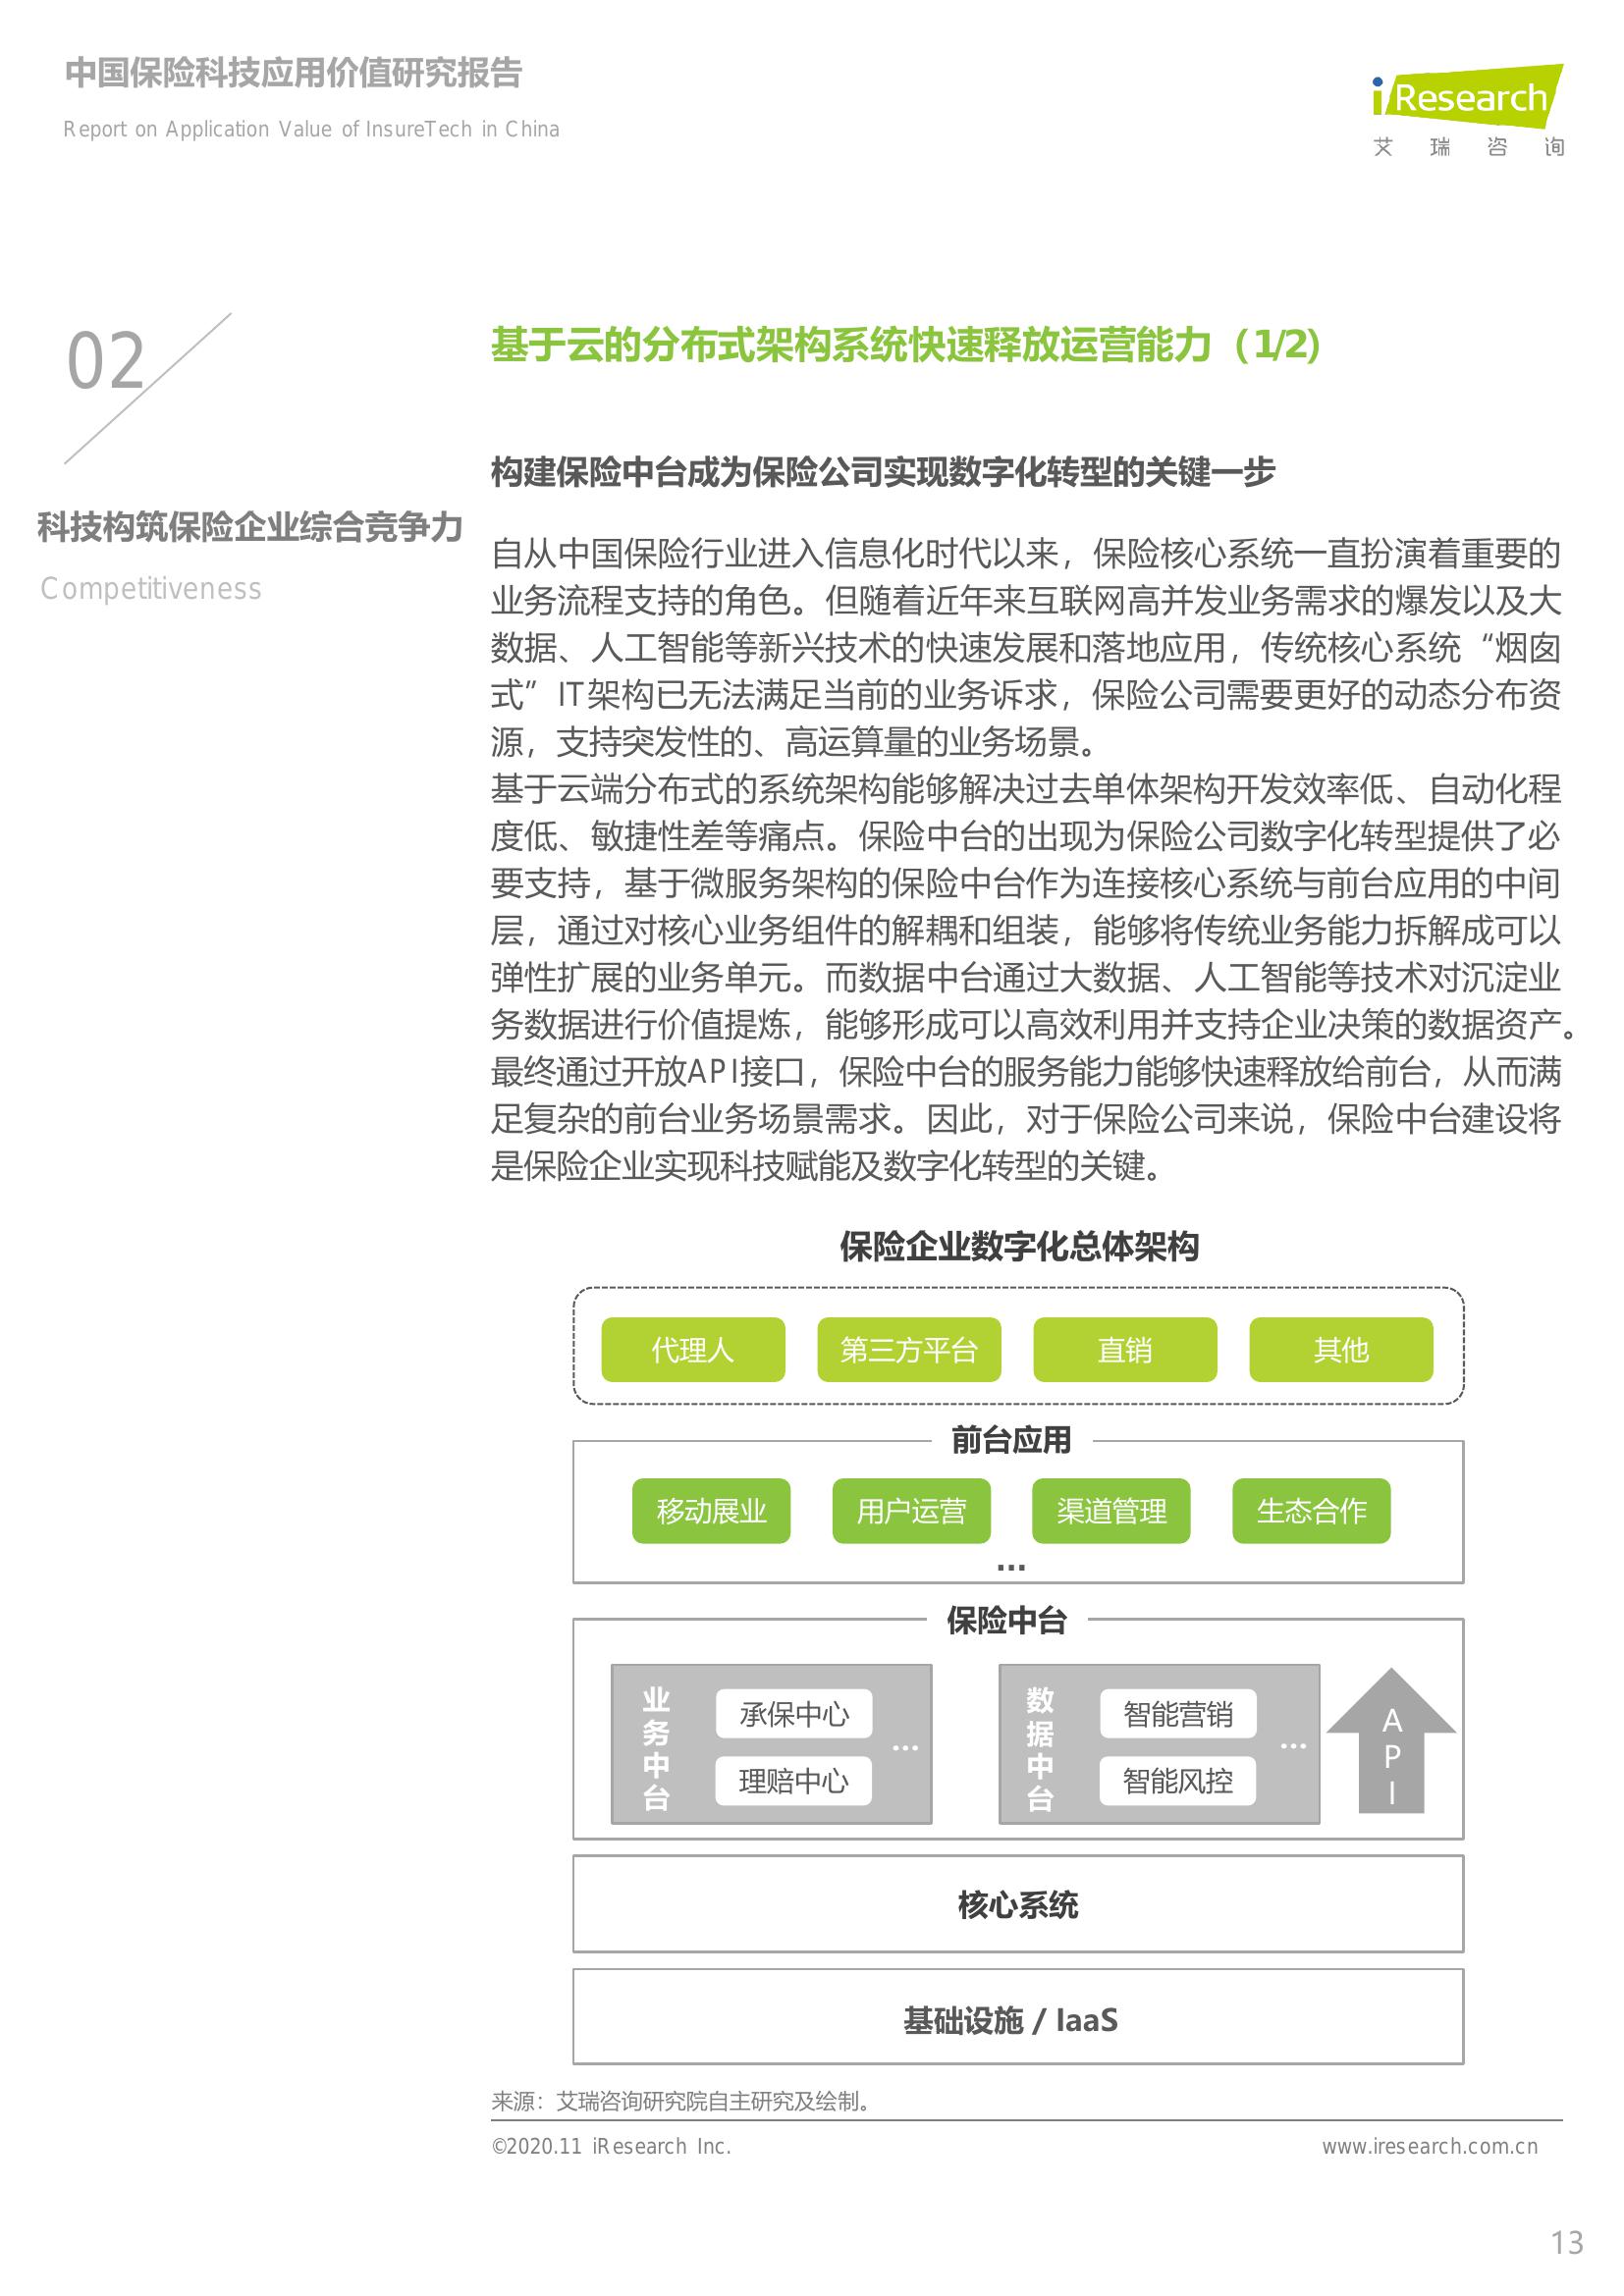 中国保险科技应用价值研究报告
Report on Application Value of InsureTech in China
iResearch
艾瑞咨询
02
科技构筑保险企业综合竞争力
Competitiveness
基于云的分布式架构系统快速释放运营能力（1/2)
构建保险中台成为保险公司实现数字化转型的关键一步
自从中国保险行业进入信息化时代以来，保险核心系统一直扮演着重要的
业务流程支持的角色。但随着近年来互联网高并发业务需求的爆发以及大
数据、人工智能等新兴技术的快速发展和落地应用，传统核心系统“烟囱
式”IT架构已无法满足当前的业务诉求，保险公司需要更好的动态分布资
源，支持突发性的、高运算量的业务场景。
基于云端分布式的系统架构能够解决过去单体架构开发效率低、自动化程
度低、敏捷性差等痛点。保险中台的出现为保险公司数字化转型提供了必
要支持，基于微服务架构的保险中台作为连接核心系统与前台应用的中间
层，通过对核心业务组件的解耦和组装，能够将传统业务能力拆解成可以
弹性扩展的业务单元。而数据中台通过大数据、人工智能等技术对沉淀业
务数据进行价值提炼，能够形成可以高效利用并支持企业决策的数据资产。
最终通过开放API接口，保险中台的服务能力能够快速释放给前台，从而满
足复杂的前台业务场景需求。因此，对于保险公司来说，保险中台建设将
是保险企业实现科技赋能及数字化转型的关键。
保险企业数字化总体架构
代理人 第三方平台 直销 其他
前台应用
移动展业 用户运营 渠道管理 生态合作
...
保险中台
业务中台
承保中心
理赔中心
...
数据中台
智能营销
智能风控
...
API
核心系统
基础设施 / IaaS
来源：艾瑞咨询研究院自主研究及绘制。
©2020.11 iResearch Inc.
www.iresearch.com.cn
13